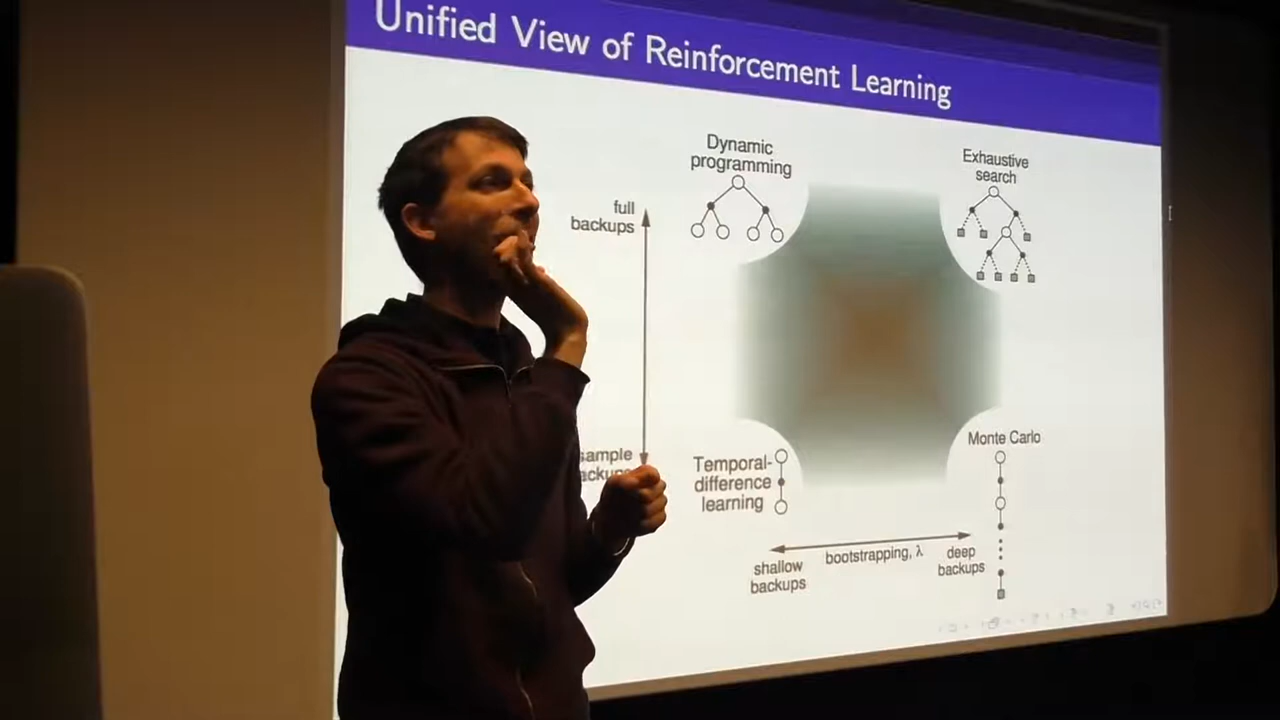 Unified View of Reinforcement Learning
Dynamic
programming
Exhaustive
search
full
backups
sample
Temporal-
difference
learning
Monte Carlo
bootstrapping, λ
shallow
backups
deep
backups